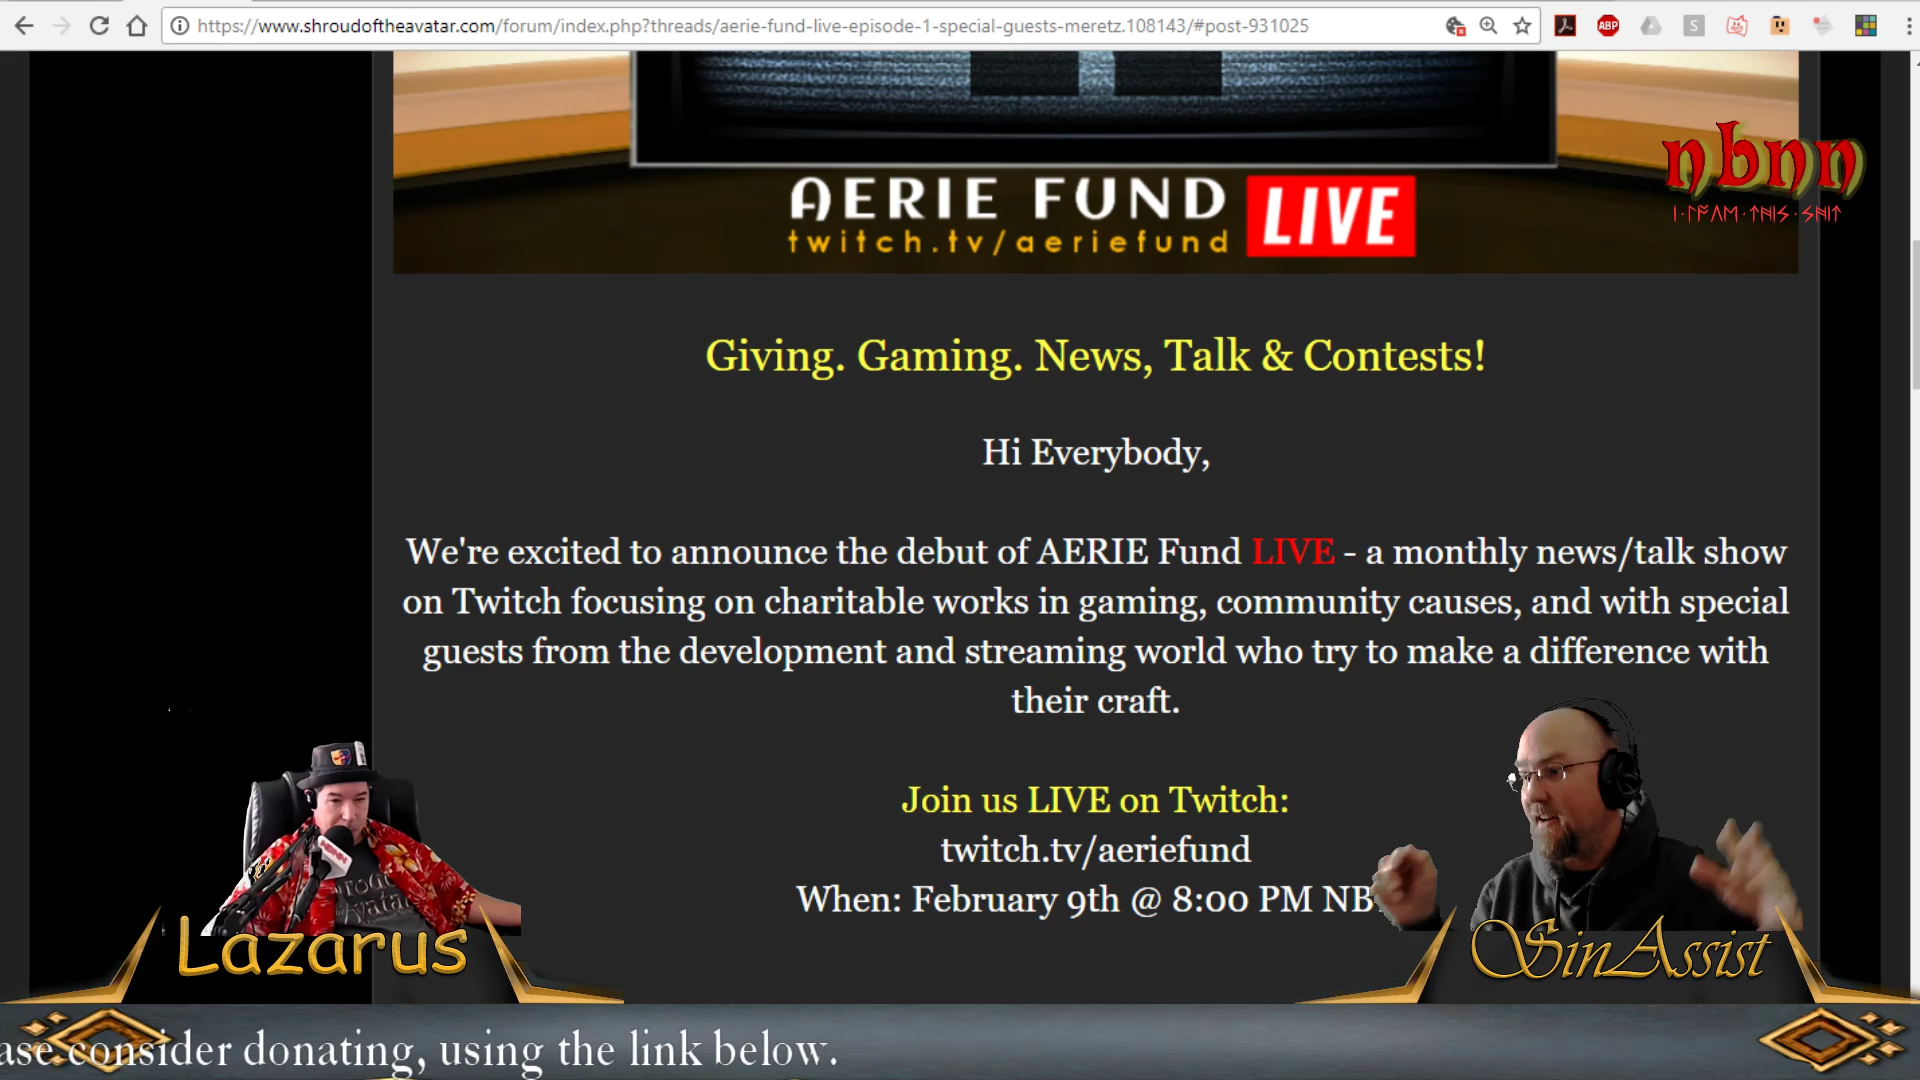 https://www.shroudoftheavatar.com/forum/index.php?threads/aerie-fund-live-episode-1-special-guests-meretz.108143/#post-931025
ABP
S
nbnn
AERIE FUND LIVE
twitch.tv/aeriefund
Giving. Gaming. News, Talk & Contests!
Hi Everybody,
We're excited to announce the debut of AERIE Fund LIVE - a monthly news/talk show
on Twitch focusing on charitable works in gaming, community causes, and with special
guests from the development and streaming world who try to make a difference with
their craft.
Join us LIVE on Twitch:
twitch.tv/aeriefund
When: February 9th @ 8:00 PM NB
NBNN
Lazarus
SinAssist
ase consider donating, using the link below.